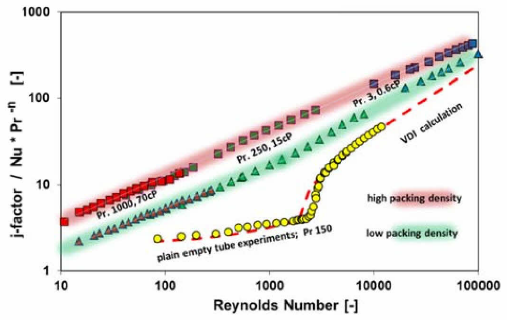 1000
100
10
1
j-factor / Nu * Pr⁻ⁿ [-]
Pr. 3, 0.6cP
Pr. 250, 15cP
Pr. 1000,70cP
VDI calculation
high packing density
low packing density
plain empty tube experiments; Pr 150
10
100
1000
10000
100000
Reynolds Number [-]